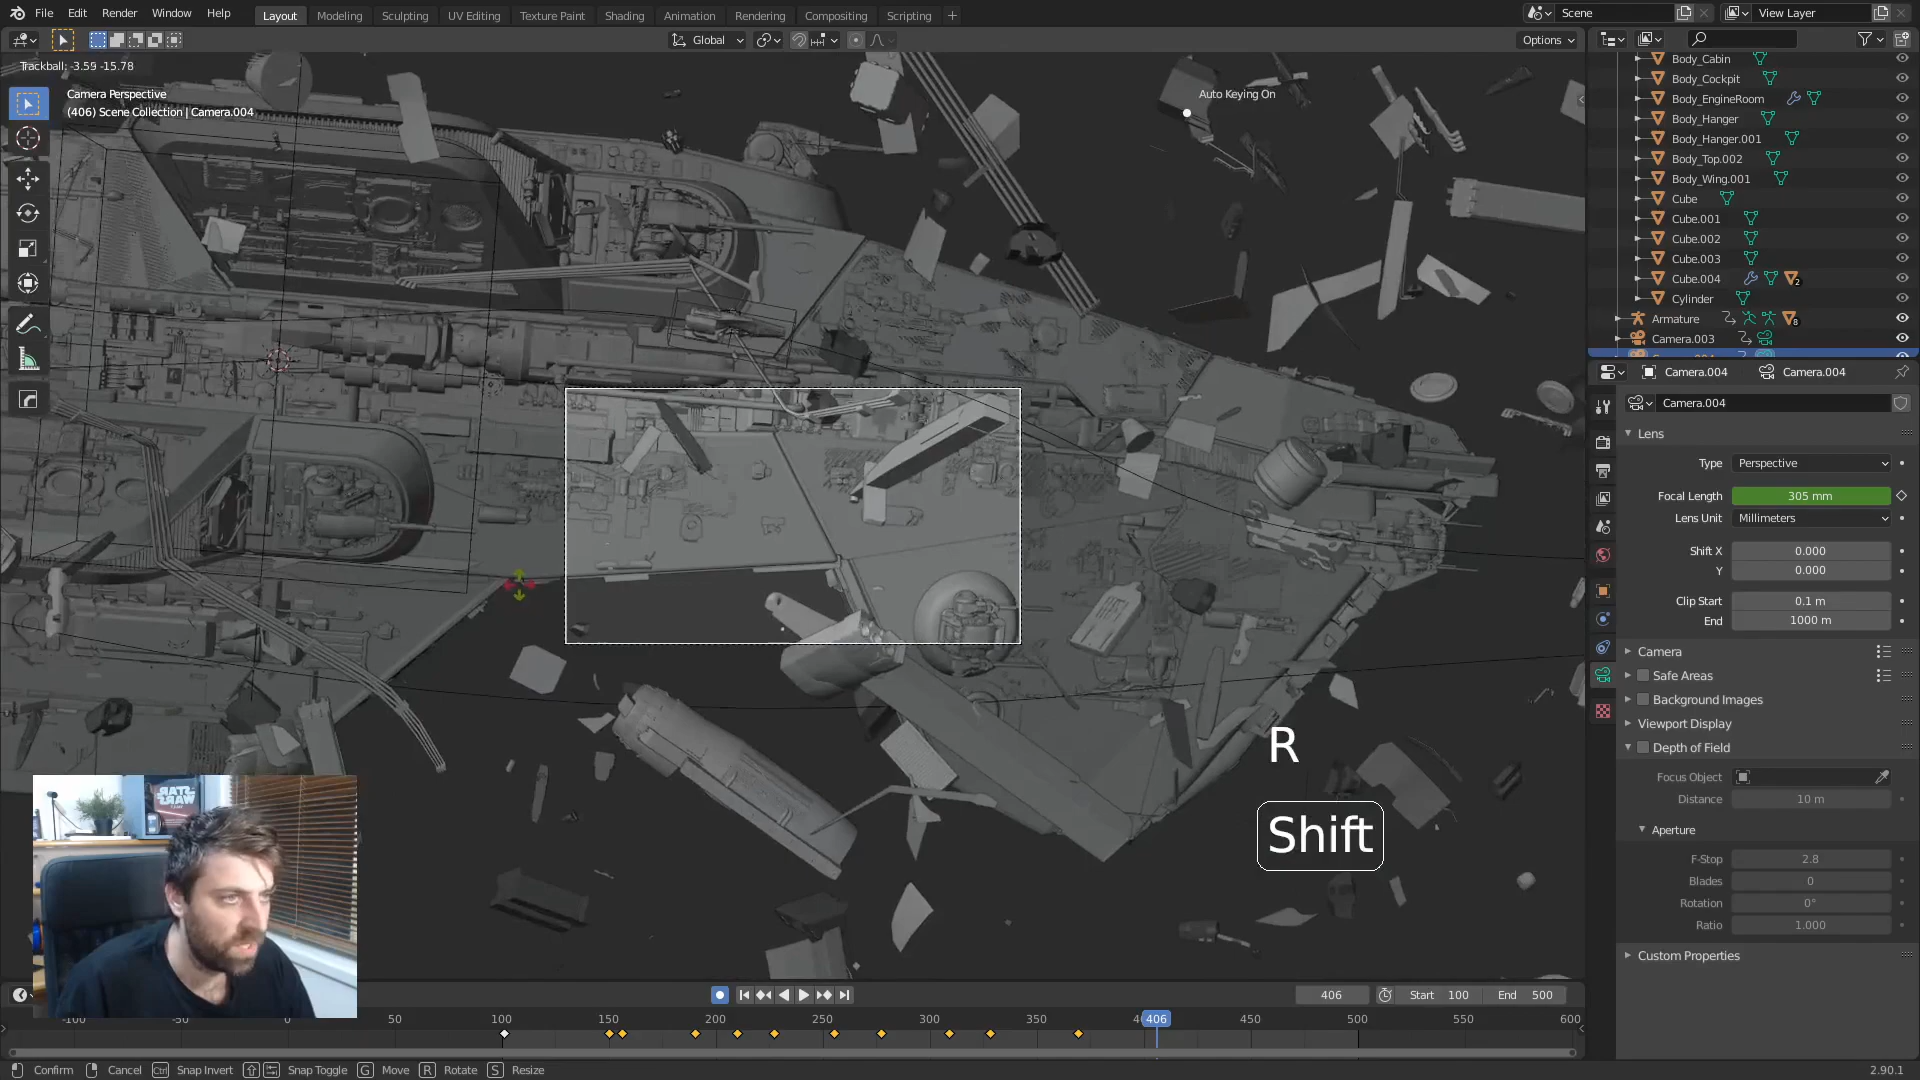 File Edit Render Window Help
Layout Modeling Sculpting UV Editing Texture Paint Shading Animation Rendering Compositing Scripting +
Scene
View Layer
Global
Options
Trackball: -3.59 -15.78
Camera Perspective
(406) Scene Collection | Camera.004
Auto Keying On
Body_Cabin
Body_Cockpit
Body_EngineRoom
Body_Hanger
Body_Hanger.001
Body_Top.002
Body_Wing.001
Cube
Cube.001
Cube.002
Cube.003
Cube.004 2
Cylinder
Armature 8
Camera.003
Camera.004 Camera.004
Camera.004
Lens
Type Perspective
Focal Length 305 mm
Lens Unit Millimeters
Shift X 0.000
Y 0.000
Clip Start 0.1 m
End 1000 m
Camera
Safe Areas
Background Images
Viewport Display
Depth of Field
Focus Object
Distance 10 m
Aperture
F-Stop 2.8
Blades 0
Rotation 0°
Ratio 1.000
Custom Properties
R
Shift
STAR WARS
406 Start 100 End 500
-100 -50 0 50 100 150 200 250 300 350 406 450 500 550 600
Confirm Cancel Ctrl Snap Invert Snap Toggle G Move R Rotate S Resize
2.90.1